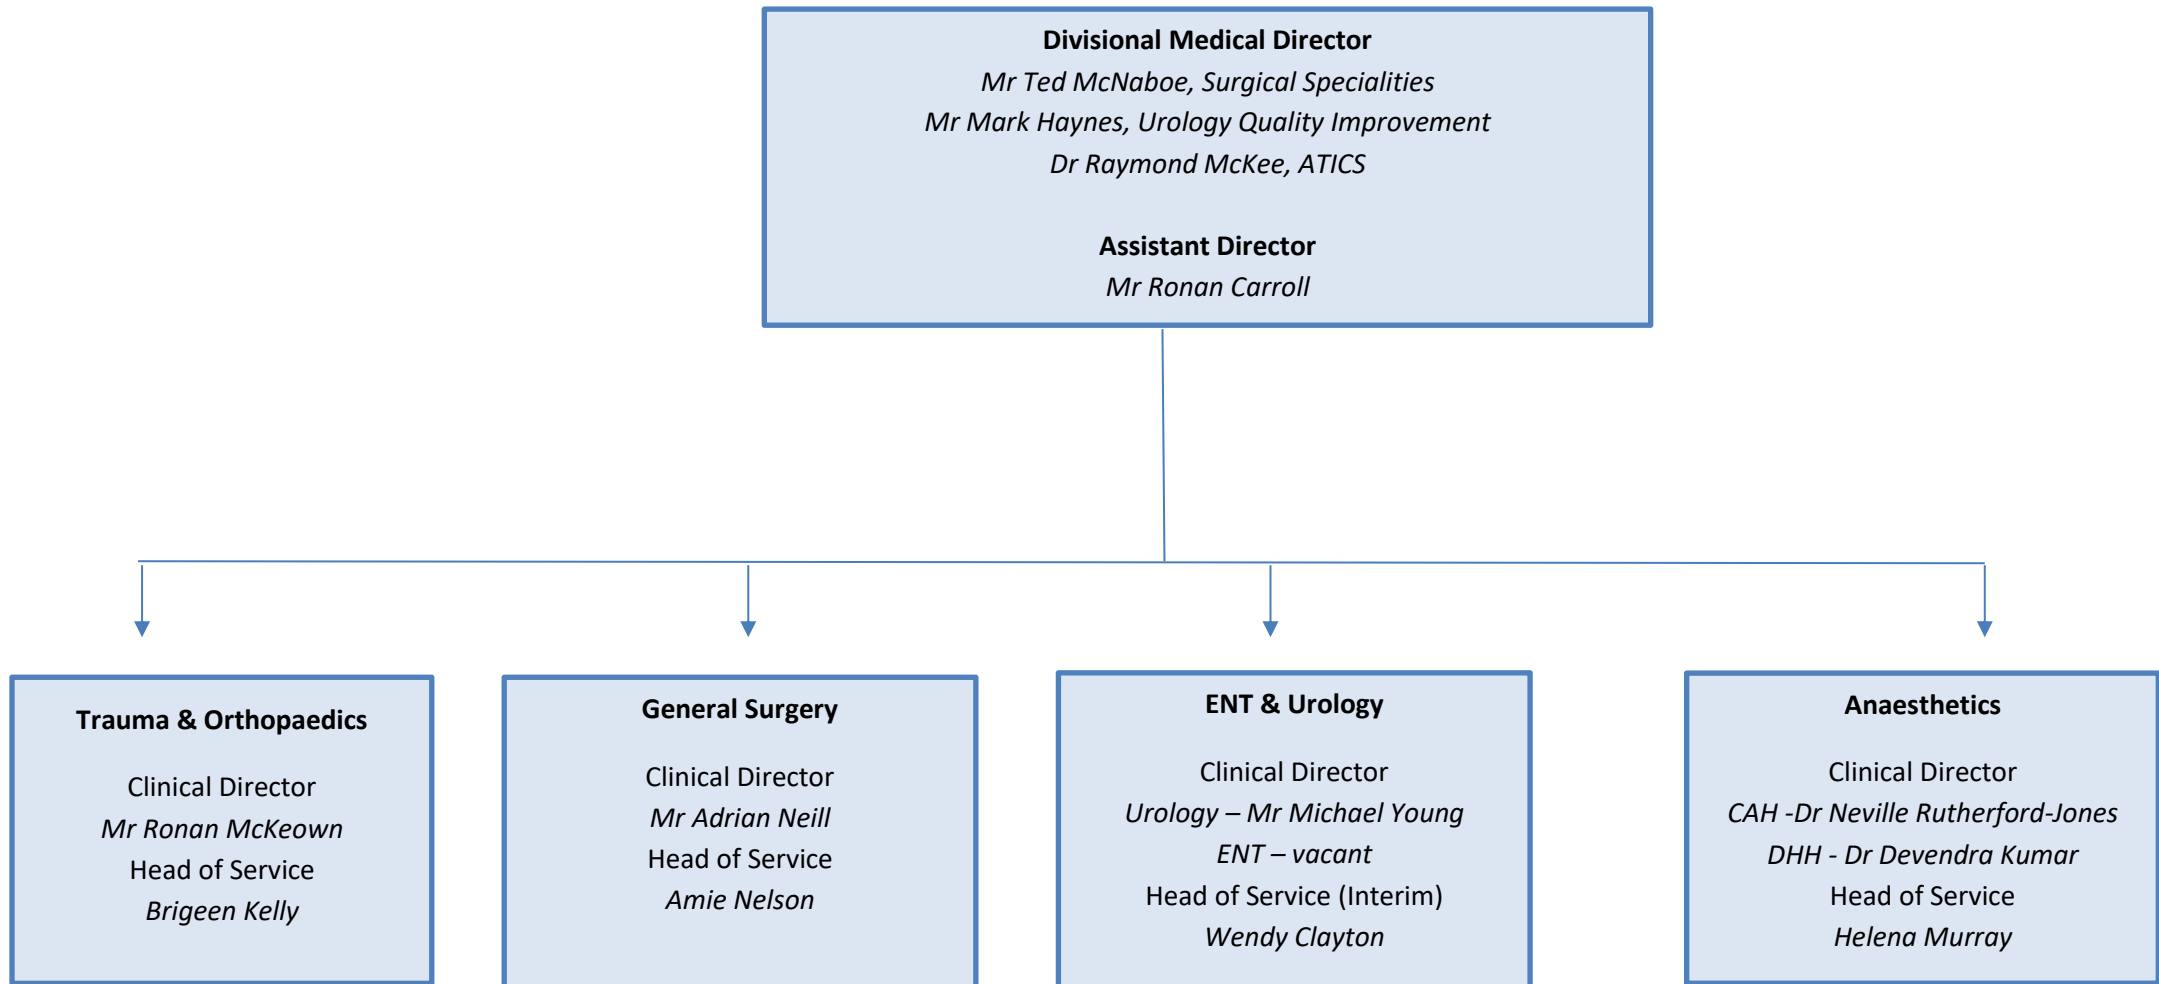 Divisional Medical Director
Mr Ted McNaboe, Surgical Specialities
Mr Mark Haynes, Urology Quality Improvement
Dr Raymond McKee, ATICS
Assistant Director
Mr Ronan Carroll
Trauma & Orthopaedics
Clinical Director
Mr Ronan McKeown
Head of Service
Brigeen Kelly
General Surgery
Clinical Director
Mr Adrian Neill
Head of Service
Amie Nelson
ENT & Urology
Clinical Director
Urology – Mr Michael Young
ENT – vacant
Head of Service (Interim)
Wendy Clayton
Anaesthetics
Clinical Director
CAH -Dr Neville Rutherford-Jones
DHH - Dr Devendra Kumar
Head of Service
Helena Murray